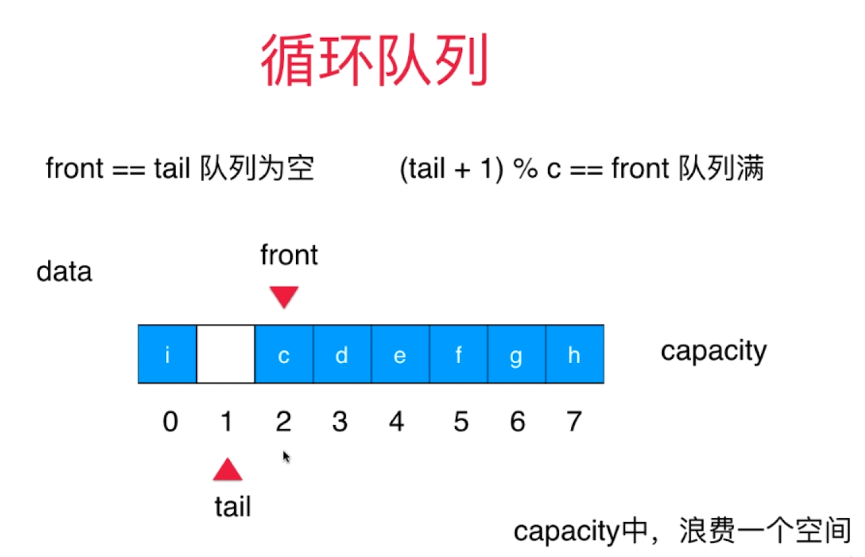 循环队列
front == tail 队列为空 (tail + 1) % c == front 队列满
front
data
i c d e f g h
capacity
0 1 2 3 4 5 6 7
tail
capacity中，浪费一个空间